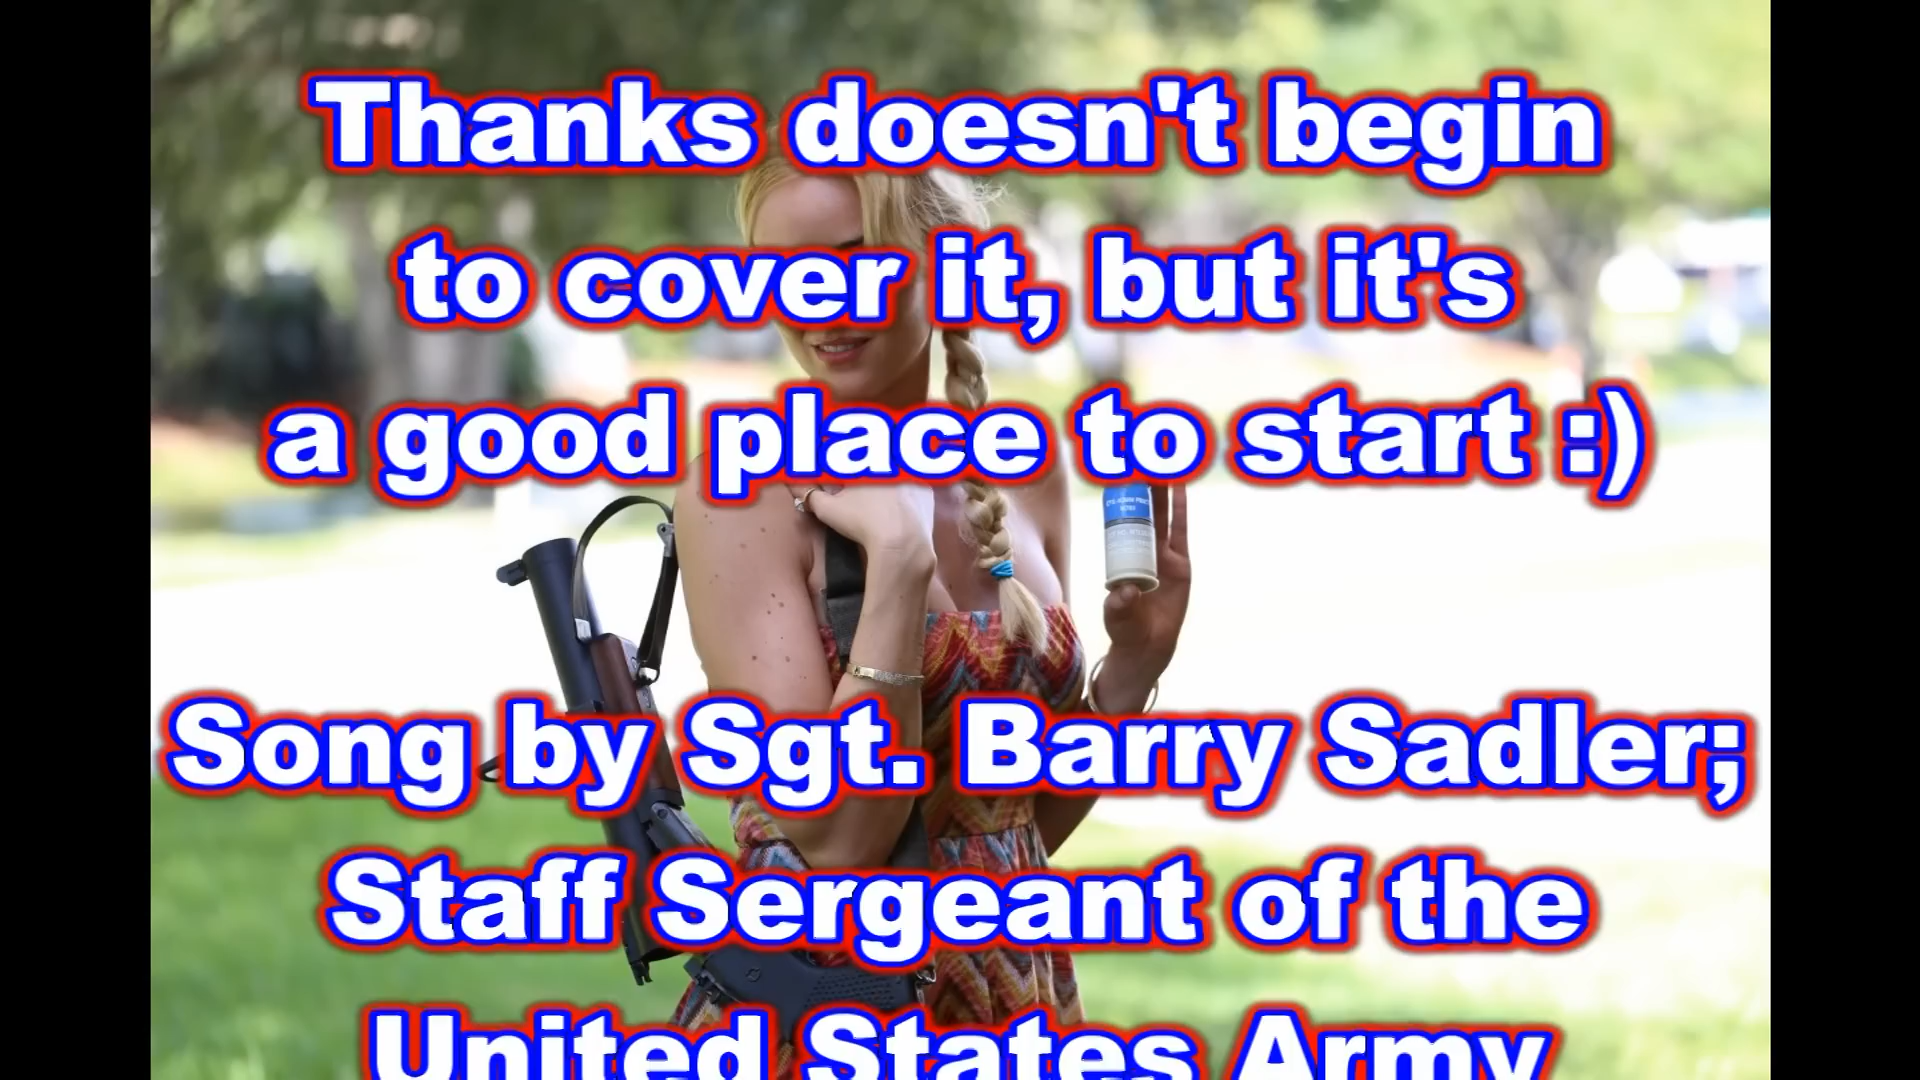 Thanks doesn't begin
to cover it, but it's
a good place to start :)
Song by Sgt. Barry Sadler;
Staff Sergeant of the
United States Army